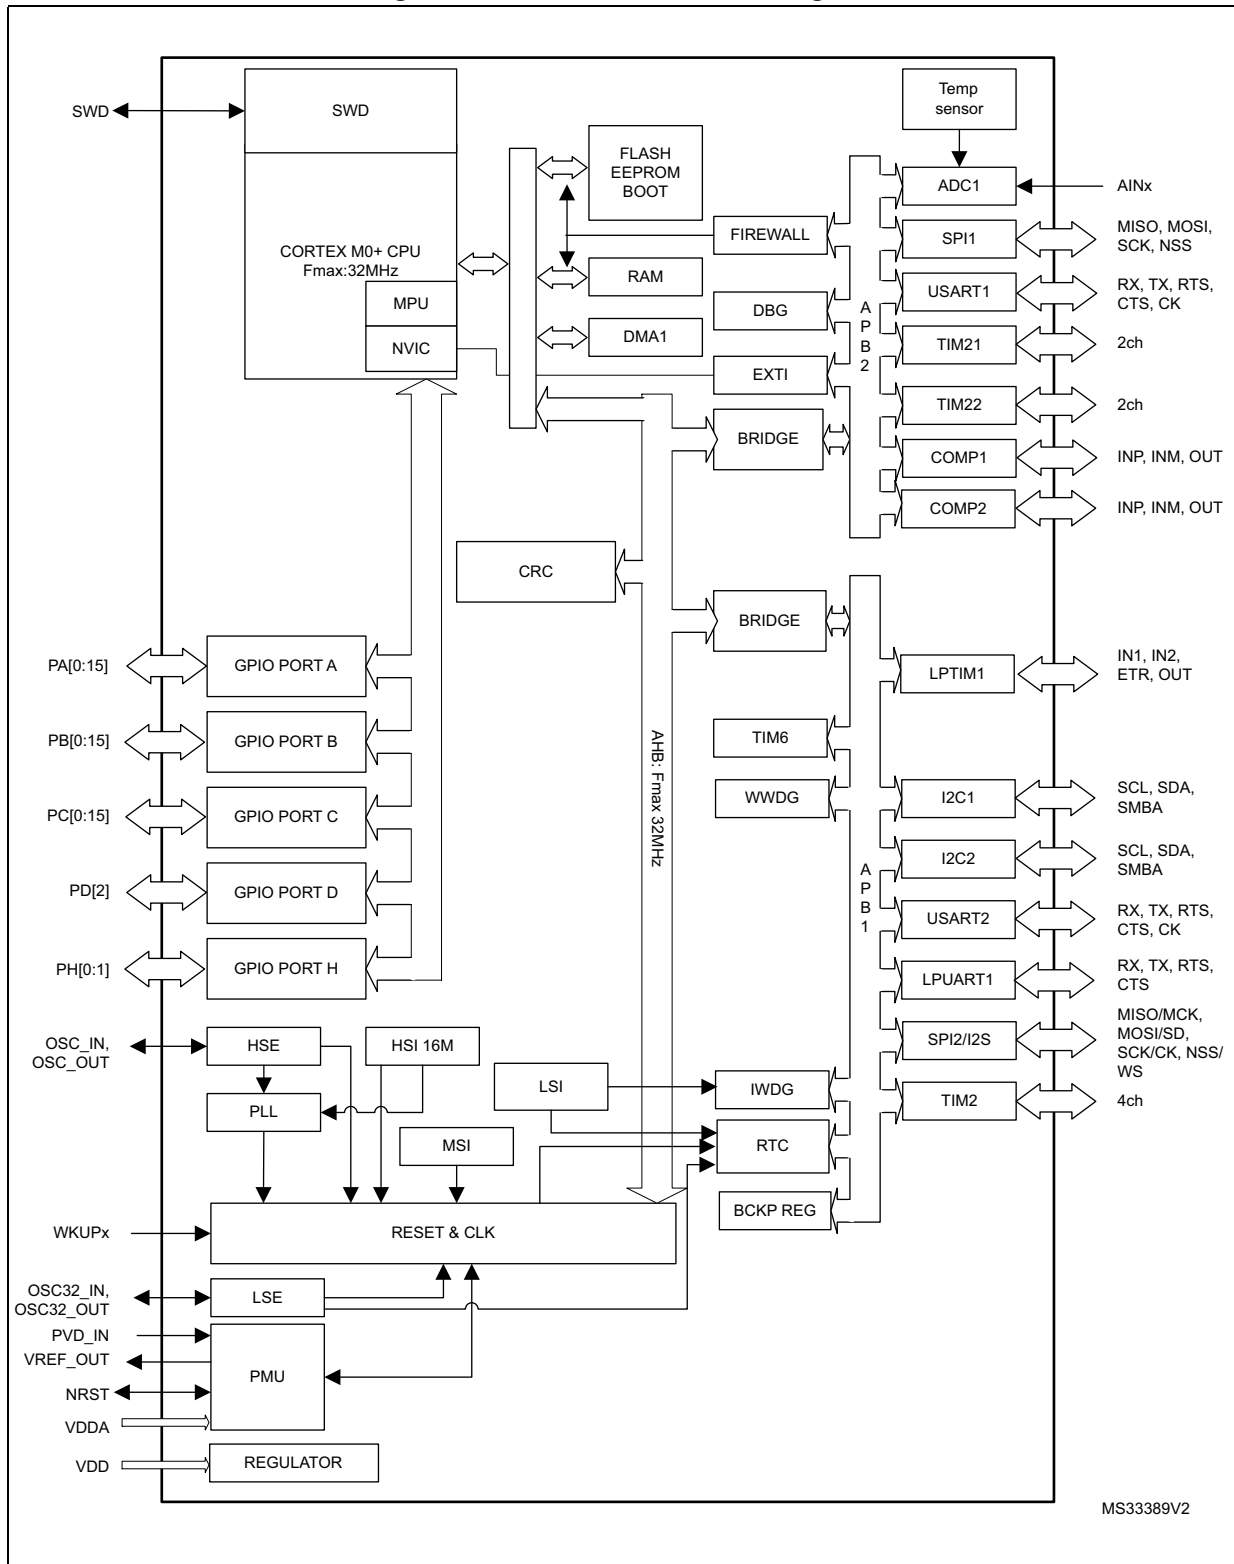 SWD
SWD
Temp
sensor
FLASH
EEPROM
BOOT
ADC1
AINx
CORTEX M0+ CPU
Fmax:32MHz
FIREWALL
SPI1
MISO, MOSI,
SCK, NSS
RAM
MPU
DBG
A
P
B
2
USART1
RX, TX, RTS,
CTS, CK
NVIC
DMA1
TIM21
2ch
EXTI
TIM22
2ch
BRIDGE
COMP1
INP, INM, OUT
COMP2
INP, INM, OUT
CRC
BRIDGE
PA[0:15]
GPIO PORT A
LPTIM1
IN1, IN2,
ETR, OUT
PB[0:15]
GPIO PORT B
AHB: Fmax 32MHz
TIM6
PC[0:15]
GPIO PORT C
WWDG
I2C1
SCL, SDA,
SMBA
I2C2
SCL, SDA,
SMBA
PD[2]
GPIO PORT D
A
P
B
1
USART2
RX, TX, RTS,
CTS, CK
PH[0:1]
GPIO PORT H
LPUART1
RX, TX, RTS,
CTS
OSC_IN,
OSC_OUT
HSE
HSI 16M
SPI2/I2S
MISO/MCK,
MOSI/SD,
SCK/CK, NSS/
WS
LSI
IWDG
PLL
TIM2
4ch
MSI
RTC
BCKP REG
WKUPx
RESET & CLK
OSC32_IN,
OSC32_OUT
LSE
PVD_IN
VREF_OUT
PMU
NRST
VDDA
VDD
REGULATOR
MS33389V2